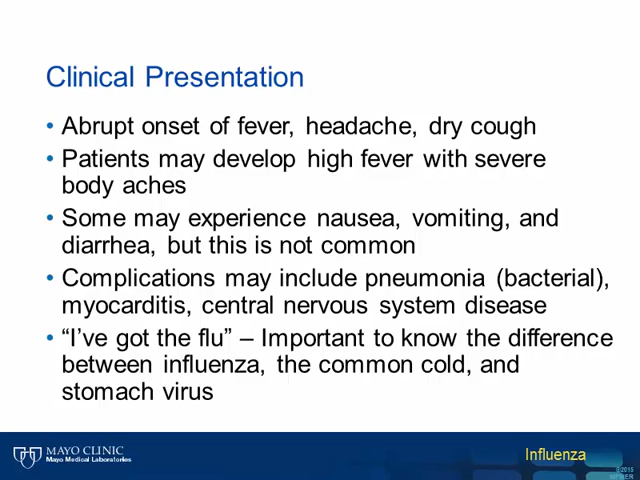 Clinical Presentation
• Abrupt onset of fever, headache, dry cough
• Patients may develop high fever with severe
body aches
• Some may experience nausea, vomiting, and
diarrhea, but this is not common
• Complications may include pneumonia (bacterial),
myocarditis, central nervous system disease
• “I’ve got the flu” – Important to know the difference
between influenza, the common cold, and
stomach virus
MAYO CLINIC
Mayo Medical Laboratories
Influenza
©2015